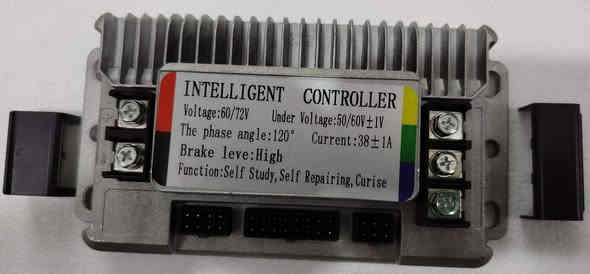 INTELLIGENT CONTROLLER
Voltage:60/72V Under Voltage:50/60V±1V
The phase angle:120° Current:38±1A
Brake leve:High
Function:Self Study,Self Repairing,Curise